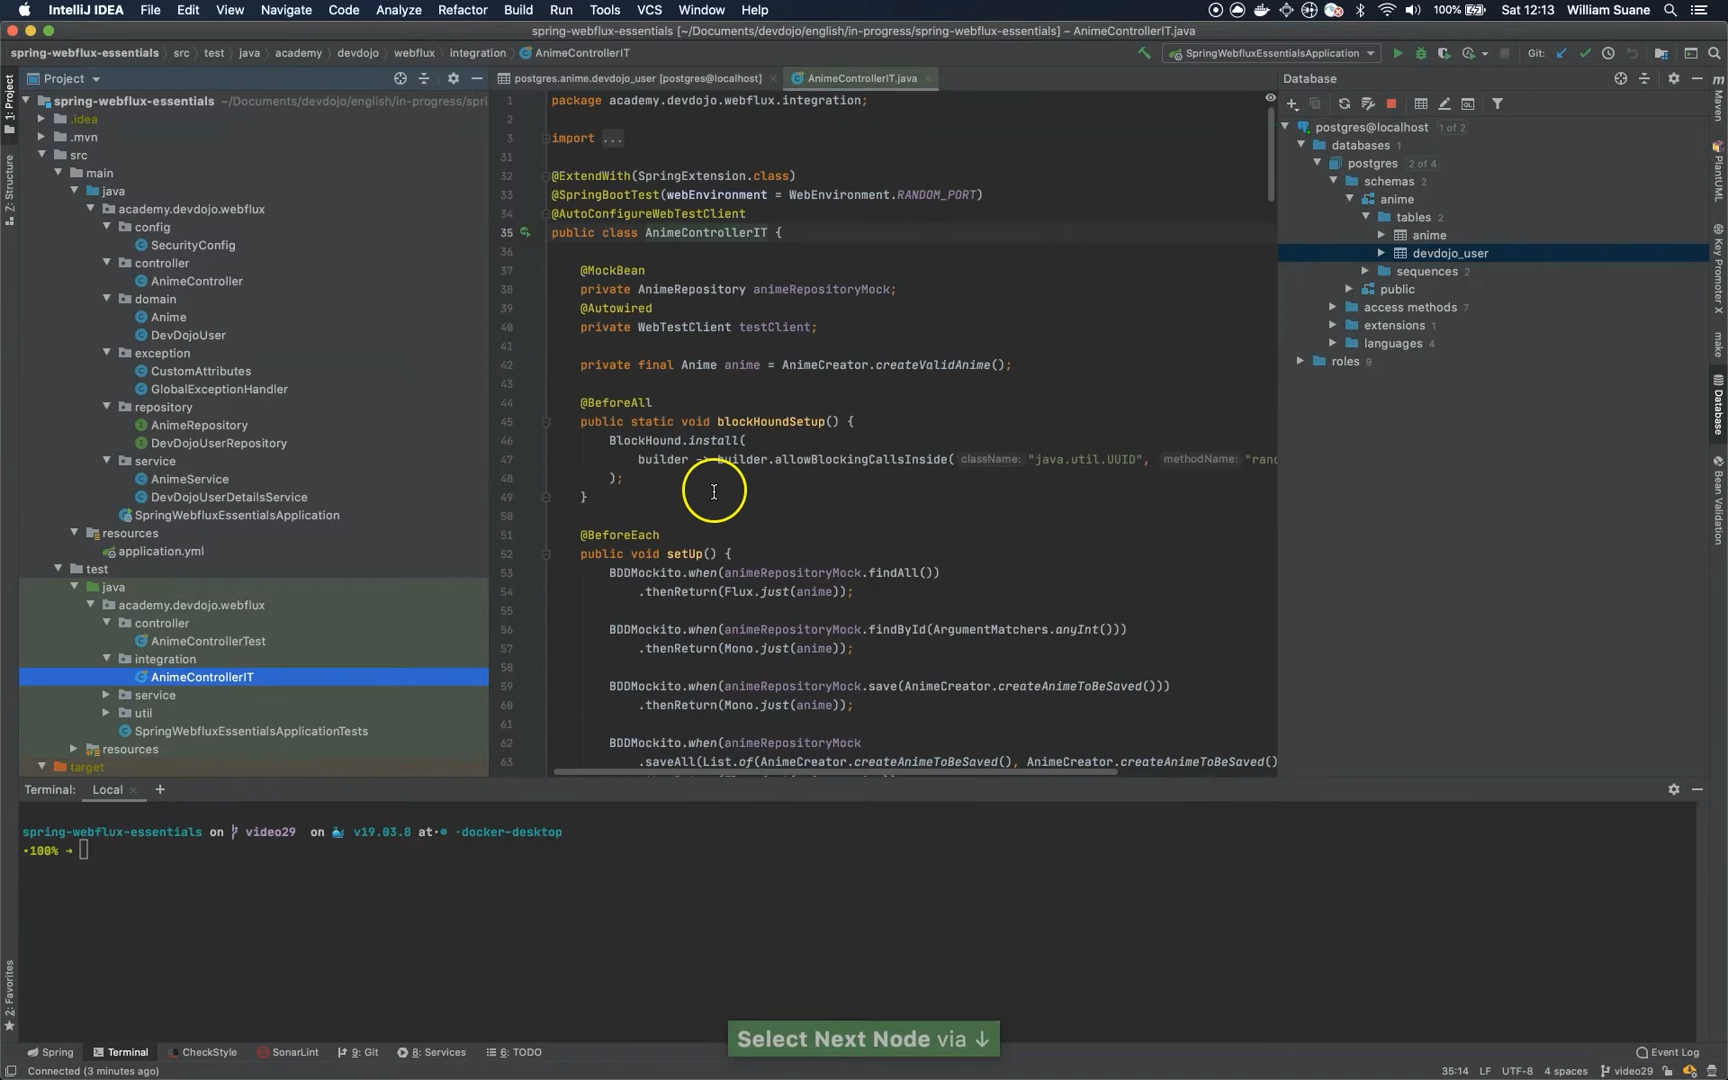 IntelliJ IDEA File Edit View Navigate Code Analyze Refactor Build Run Tools VCS Window Help 100% Sat 12:13 William Suane
spring-webflux-essentials [~/Documents/devdojo/english/in-progress/spring-webflux-essentials] – AnimeControllerIT.java
spring-webflux-essentials src test java academy devdojo webflux integration AnimeControllerIT SpringWebfluxEssentialsApplication Git:
Project
postgres.anime.devdojo_user [postgres@localhost] AnimeControllerIT.java
Database
1: Project
Z: Structure
2: Favorites
spring-webflux-essentials ~/Documents/devdojo/english/in-progress/spri
.idea
.mvn
src
main
java
academy.devdojo.webflux
config
SecurityConfig
controller
AnimeController
domain
Anime
DevDojoUser
exception
CustomAttributes
GlobalExceptionHandler
repository
AnimeRepository
DevDojoUserRepository
service
AnimeService
DevDojoUserDetailsService
SpringWebfluxEssentialsApplication
resources
application.yml
test
java
academy.devdojo.webflux
controller
AnimeControllerTest
integration
AnimeControllerIT
service
util
SpringWebfluxEssentialsApplicationTests
resources
target
1 package academy.devdojo.webflux.integration;
2
3 import ...
31
32 @ExtendWith(SpringExtension.class)
33 @SpringBootTest(webEnvironment = WebEnvironment.RANDOM_PORT)
34 @AutoConfigureWebTestClient
35 public class AnimeControllerIT {
36
37 @MockBean
38 private AnimeRepository animeRepositoryMock;
39 @Autowired
40 private WebTestClient testClient;
41
42 private final Anime anime = AnimeCreator.createValidAnime();
43
44 @BeforeAll
45 public static void blockHoundSetup() {
46 BlockHound.install(
47 builder -> builder.allowBlockingCallsInside( className: "java.util.UUID", methodName: "rand
48 );
49 }
50
51 @BeforeEach
52 public void setUp() {
53 BDDMockito.when(animeRepositoryMock.findAll())
54 .thenReturn(Flux.just(anime));
55
56 BDDMockito.when(animeRepositoryMock.findById(ArgumentMatchers.anyInt()))
57 .thenReturn(Mono.just(anime));
58
59 BDDMockito.when(animeRepositoryMock.save(AnimeCreator.createAnimeToBeSaved()))
60 .thenReturn(Mono.just(anime));
61
62 BDDMockito.when(animeRepositoryMock
63 .saveAll(List.of(AnimeCreator.createAnimeToBeSaved(), AnimeCreator.createAnimeToBeSaved()
postgres@localhost 1 of 2
databases 1
postgres 2 of 4
schemas 2
anime
tables 2
anime
devdojo_user
sequences 2
public
access methods 7
extensions 1
languages 4
roles 9
Maven
PlantUML
Key Promoter X
make
Database
Bean Validation
Terminal: Local
spring-webflux-essentials on video29 on v19.03.8 at docker-desktop
100% →
Select Next Node via ↓
Spring Terminal CheckStyle SonarLint 9: Git 8: Services 6: TODO Event Log
Connected (3 minutes ago) 35:14 LF UTF-8 4 spaces video29